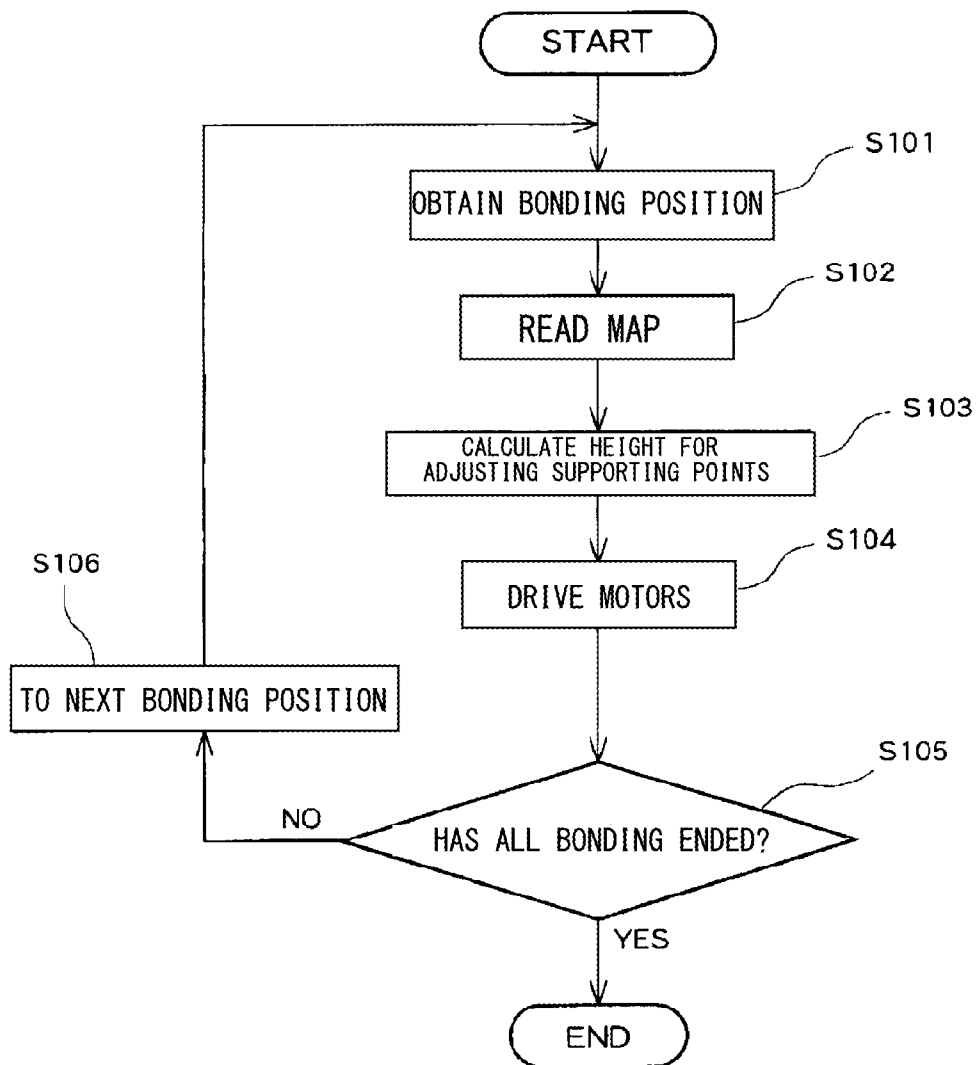 START
S101
OBTAIN BONDING POSITION
S102
READ MAP
S103
CALCULATE HEIGHT FOR
ADJUSTING SUPPORTING POINTS
S104
DRIVE MOTORS
S106
TO NEXT BONDING POSITION
S105
NO
HAS ALL BONDING ENDED?
YES
END